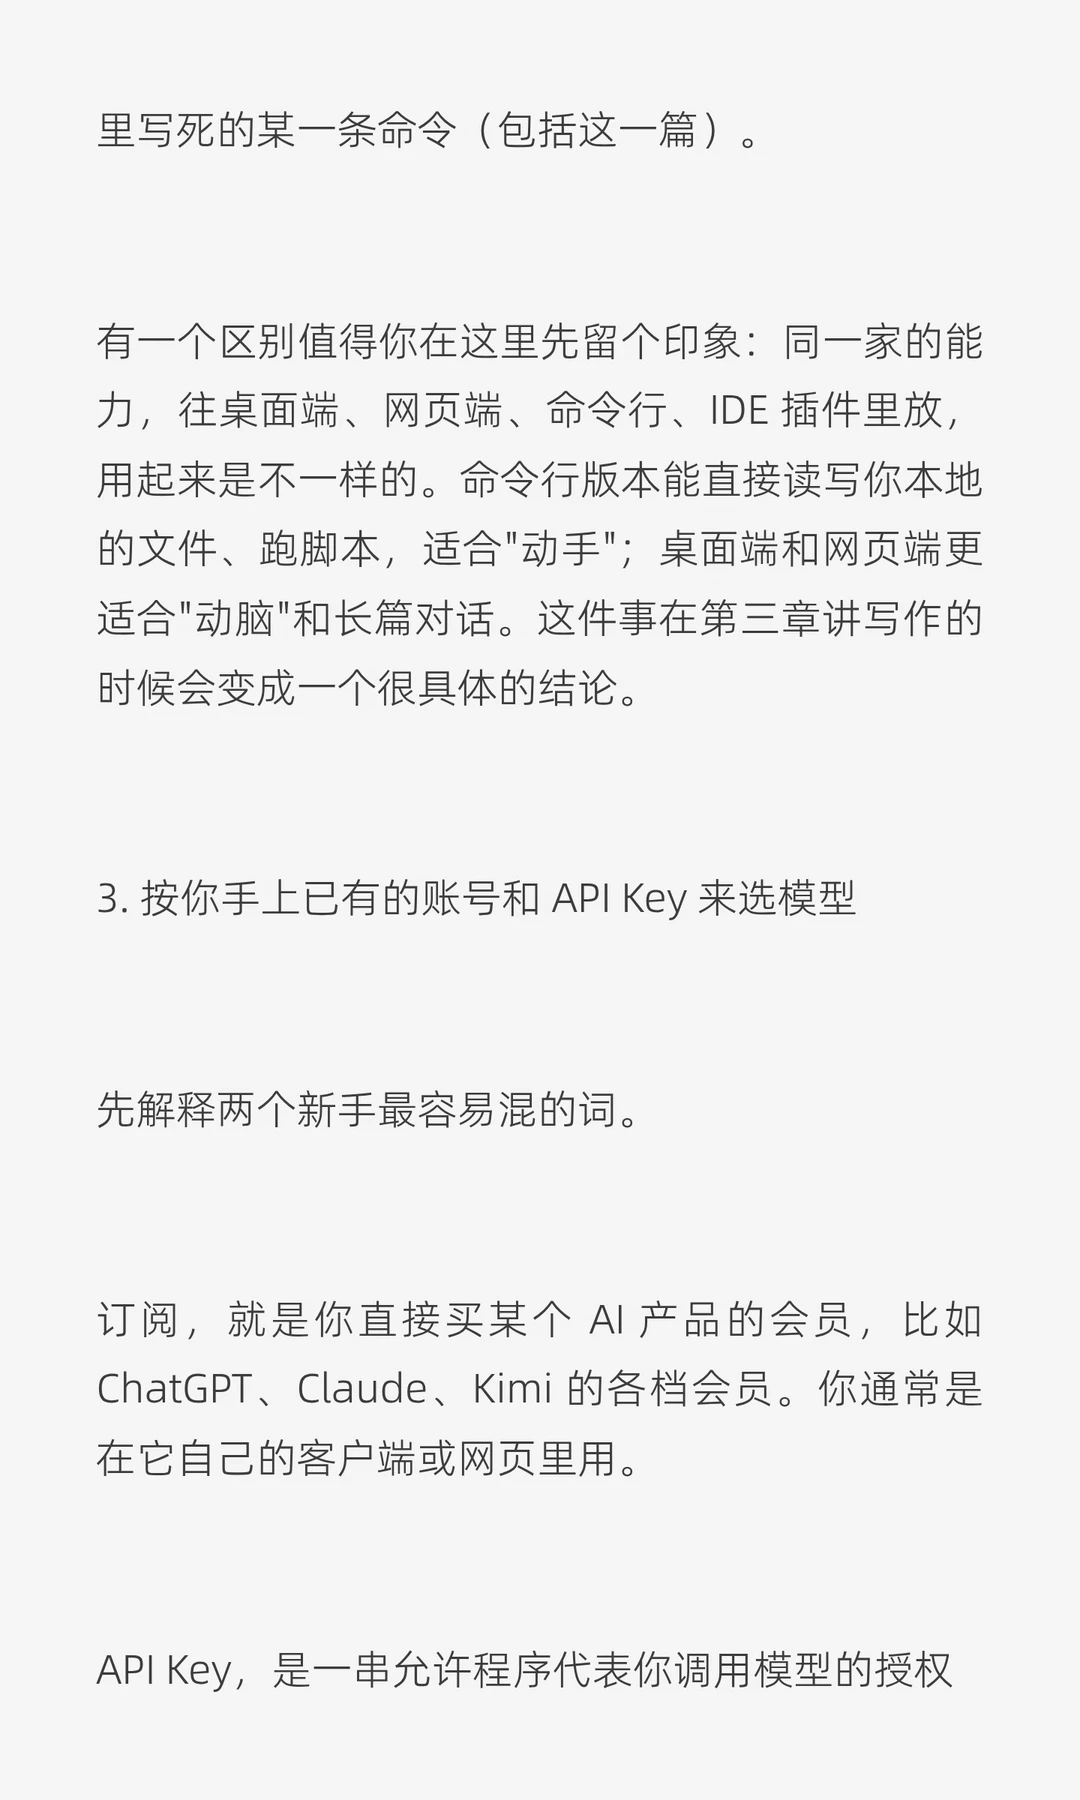 里写死的某一条命令（包括这一篇）。
有一个区别值得你在这里先留个印象：同一家的能
力，往桌面端、网页端、命令行、IDE 插件里放，
用起来是不一样的。命令行版本能直接读写你本地
的文件、跑脚本，适合"动手"；桌面端和网页端更
适合"动脑"和长篇对话。这件事在第三章讲写作的
时候会变成一个很具体的结论。
3. 按你手上已有的账号和 API Key 来选模型
先解释两个新手最容易混的词。
订阅，就是你直接买某个 AI 产品的会员，比如
ChatGPT、Claude、Kimi 的各档会员。你通常是
在它自己的客户端或网页里用。
API Key，是一串允许程序代表你调用模型的授权